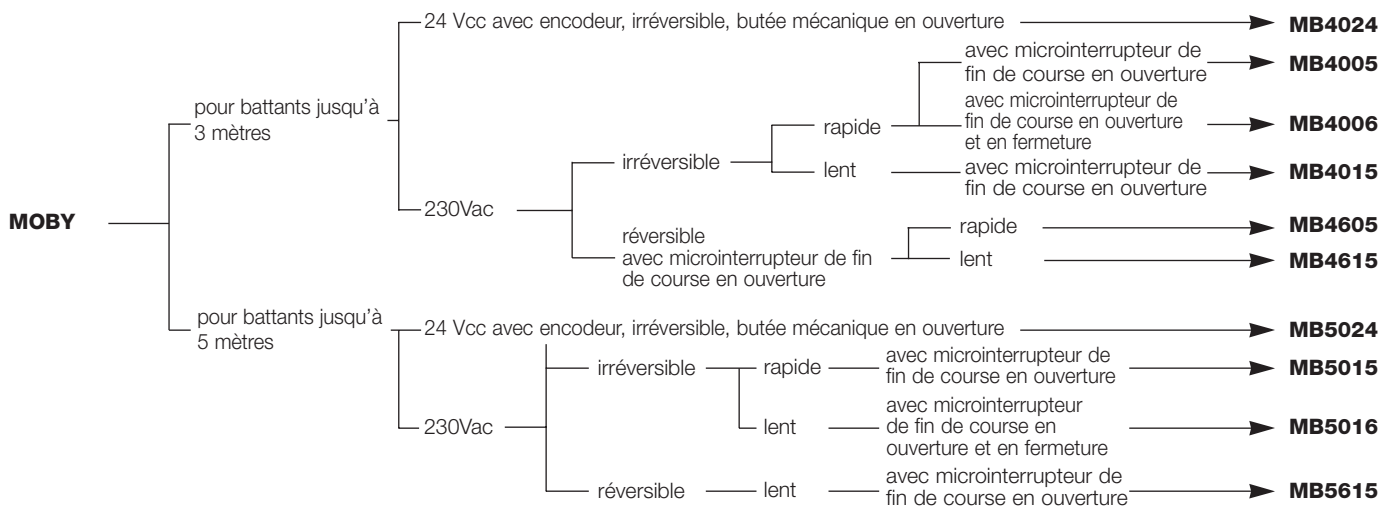 24 Vcc avec encodeur, irréversible, butée mécanique en ouverture
MB4024
avec microinterrupteur de
fin de course en ouverture
MB4005
pour battants jusqu'à
3 mètres
rapide
avec microinterrupteur de
fin de course en ouverture
et en fermeture
MB4006
irréversible
lent
avec microinterrupteur de
fin de course en ouverture
MB4015
MOBY
230Vac
réversible
avec microinterrupteur de fin
de course en ouverture
rapide
MB4605
lent
MB4615
pour battants jusqu'à
5 mètres
24 Vcc avec encodeur, irréversible, butée mécanique en ouverture
MB5024
irréversible
rapide
avec microinterrupteur de
fin de course en ouverture
MB5015
230Vac
lent
avec microinterrupteur
de fin de course en
ouverture et en fermeture
MB5016
réversible
lent
avec microinterrupteur de
fin de course en ouverture
MB5615